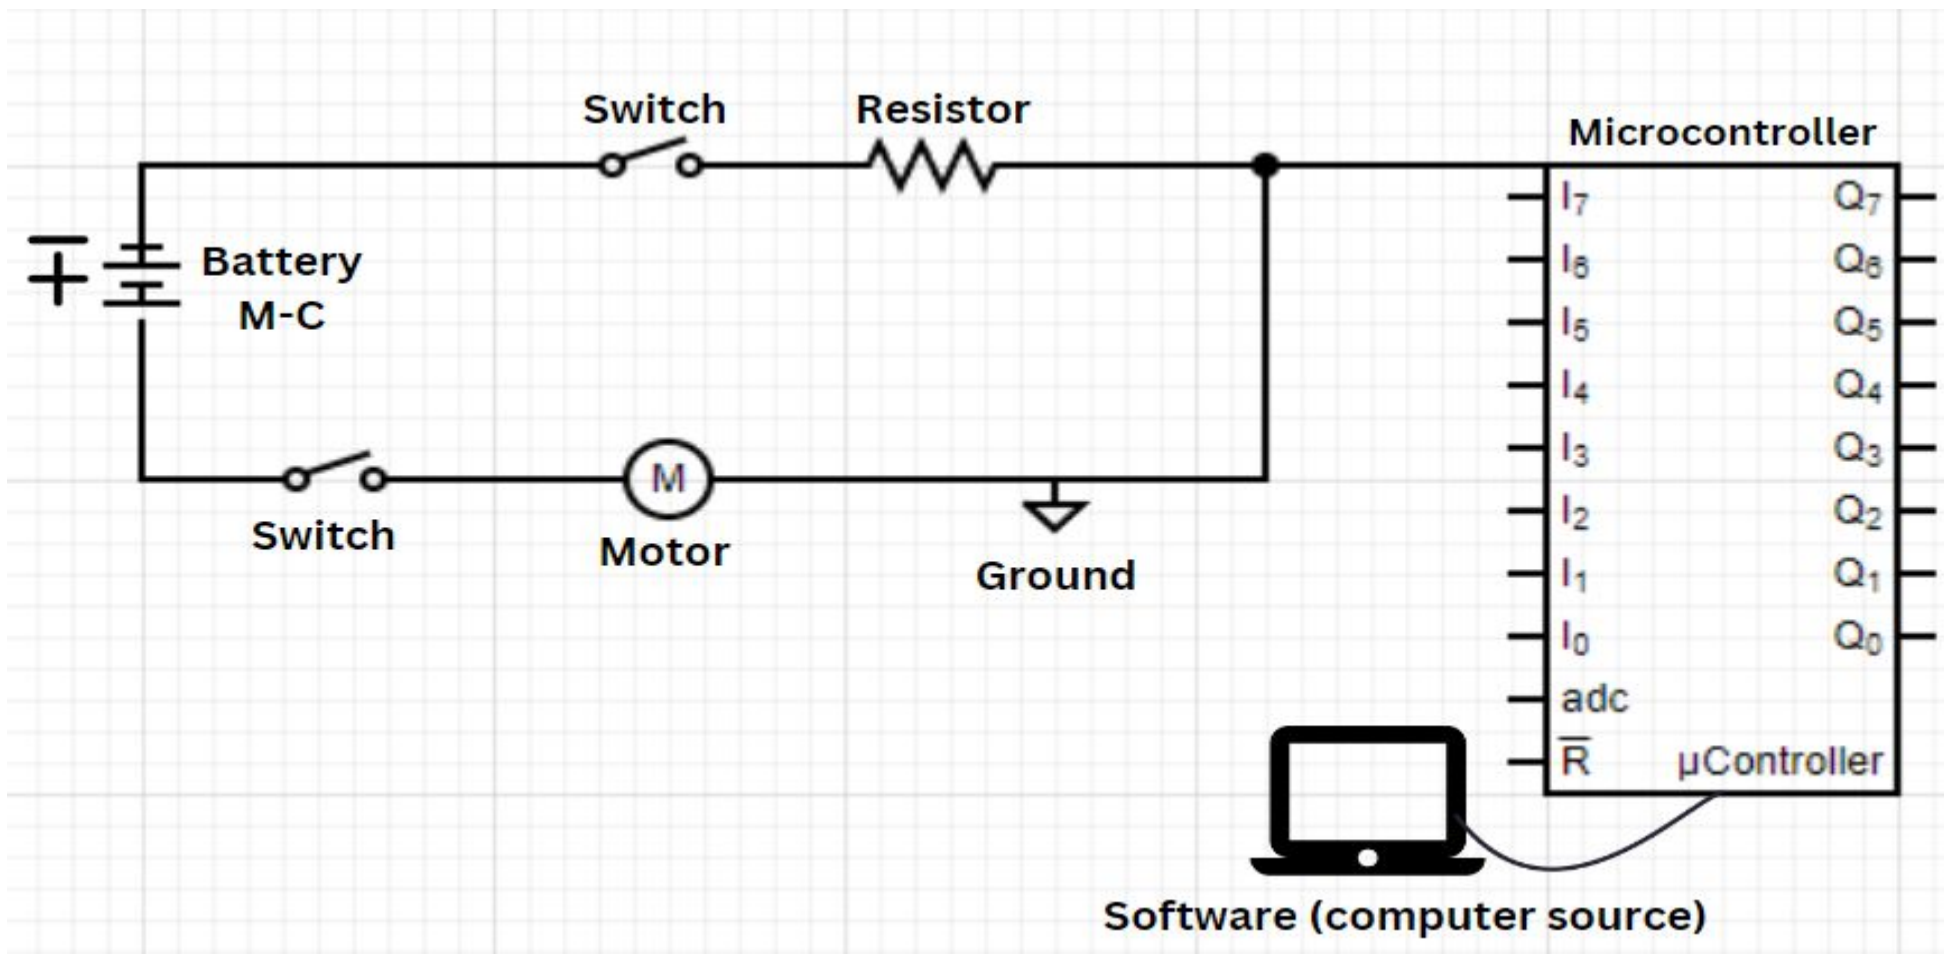 Switch
Resistor
Microcontroller
I7
Q7
Battery
M-C
I6
Q6
I5
Q5
I4
Q4
I3
Q3
M
Switch
Motor
Ground
I2
Q2
I1
Q1
I0
Q0
adc
R̅
µController
Software (computer source)